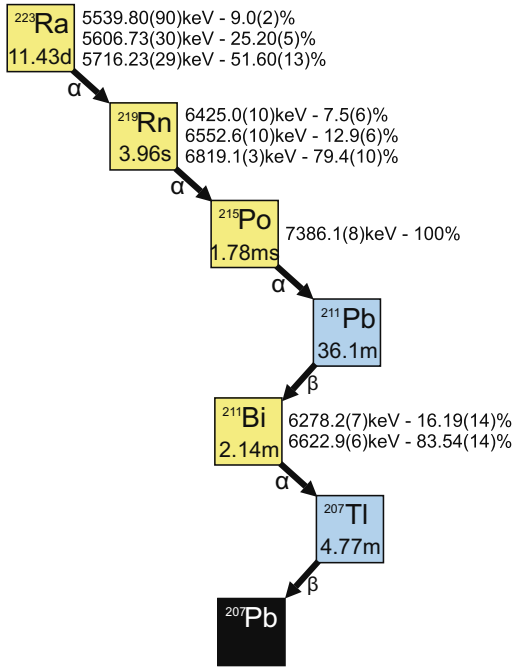 ²²³Ra
11.43d
5539.80(90)keV - 9.0(2)%
5606.73(30)keV - 25.20(5)%
5716.23(29)keV - 51.60(13)%
α
²¹⁹Rn
3.96s
6425.0(10)keV - 7.5(6)%
6552.6(10)keV - 12.9(6)%
6819.1(3)keV - 79.4(10)%
α
²¹⁵Po
1.78ms
7386.1(8)keV - 100%
α
²¹¹Pb
36.1m
β
²¹¹Bi
2.14m
6278.2(7)keV - 16.19(14)%
6622.9(6)keV - 83.54(14)%
α
²⁰⁷Tl
4.77m
β
²⁰⁷Pb